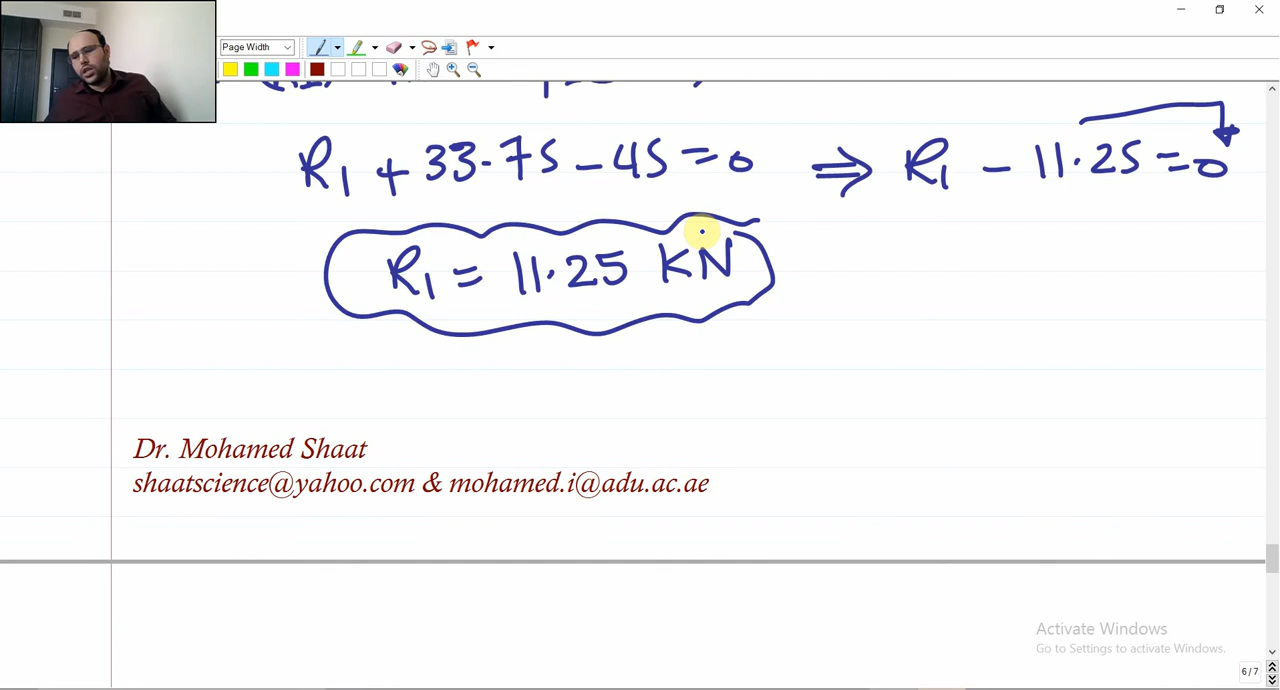 Page Width
R1 + 33.75 - 45 = 0 ⇒ R1 - 11.25 = 0
R1 = 11.25 KN
Dr. Mohamed Shaat
shaatscience@yahoo.com & mohamed.i@adu.ac.ae
Activate Windows
Go to Settings to activate Windows.
6/7